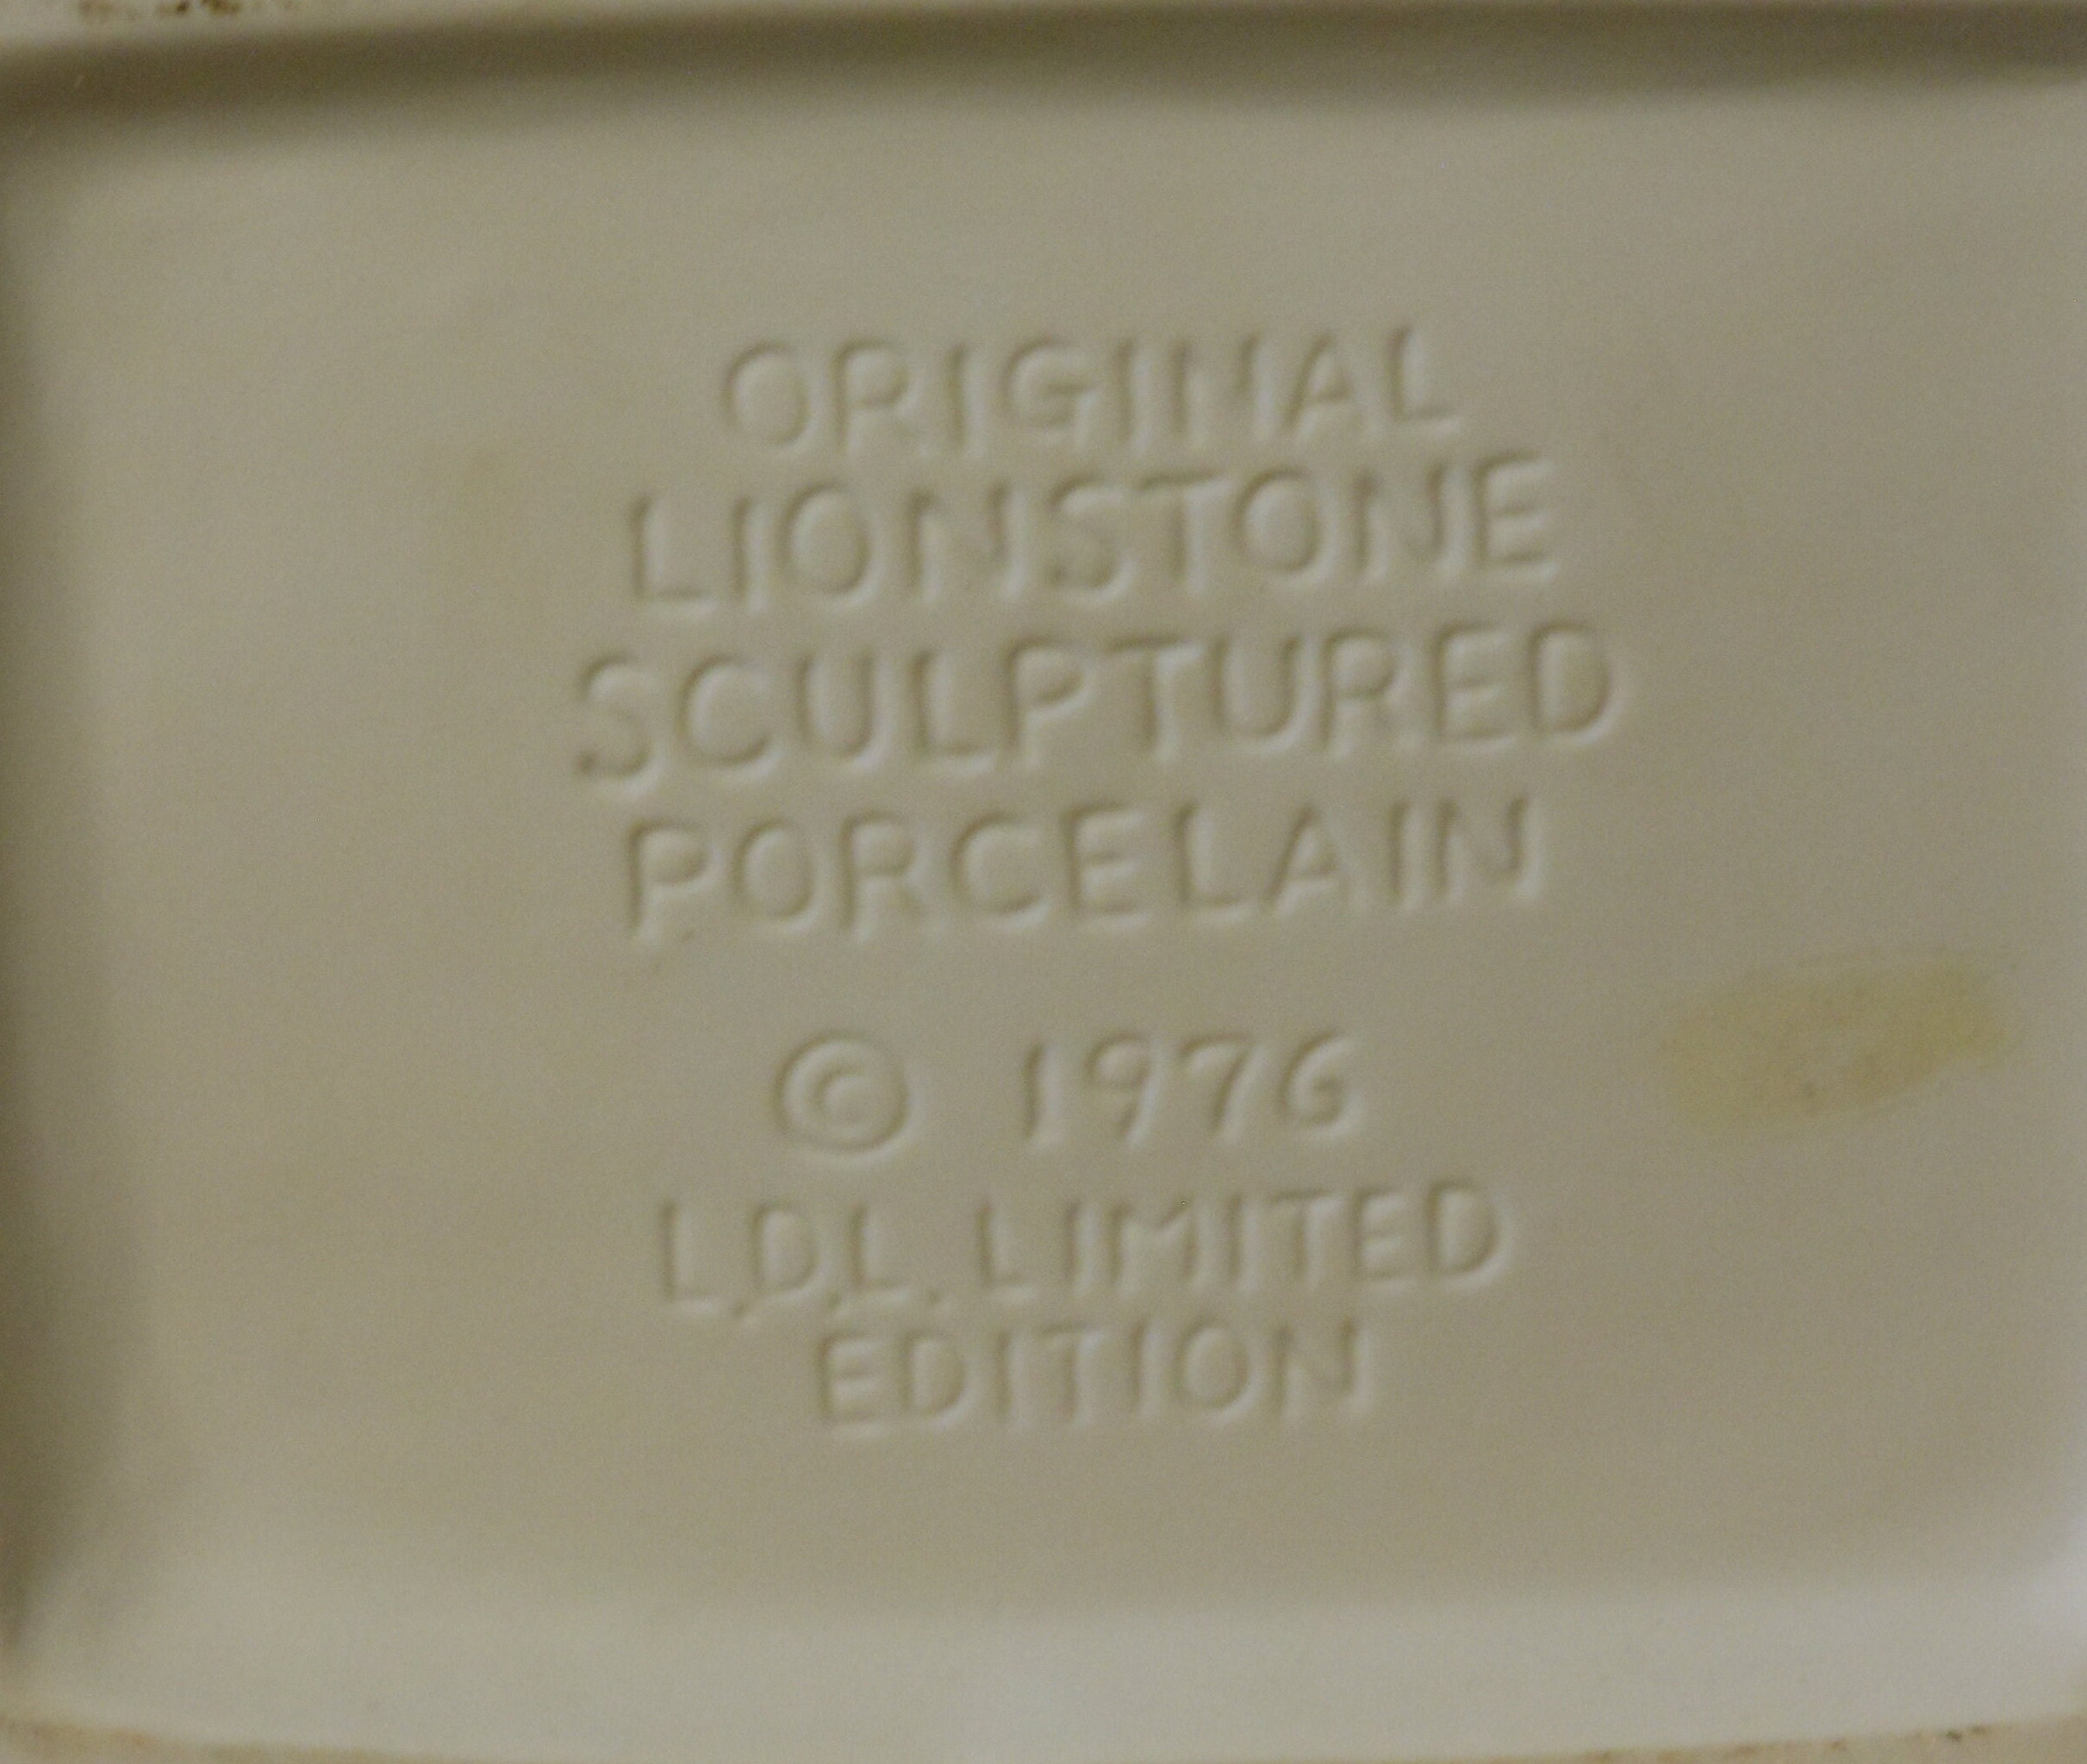 ORIGINAL
LIONSTONE
SCULPTURED
PORCELAIN
© 1976
L.D.L. LIMITED
EDITION